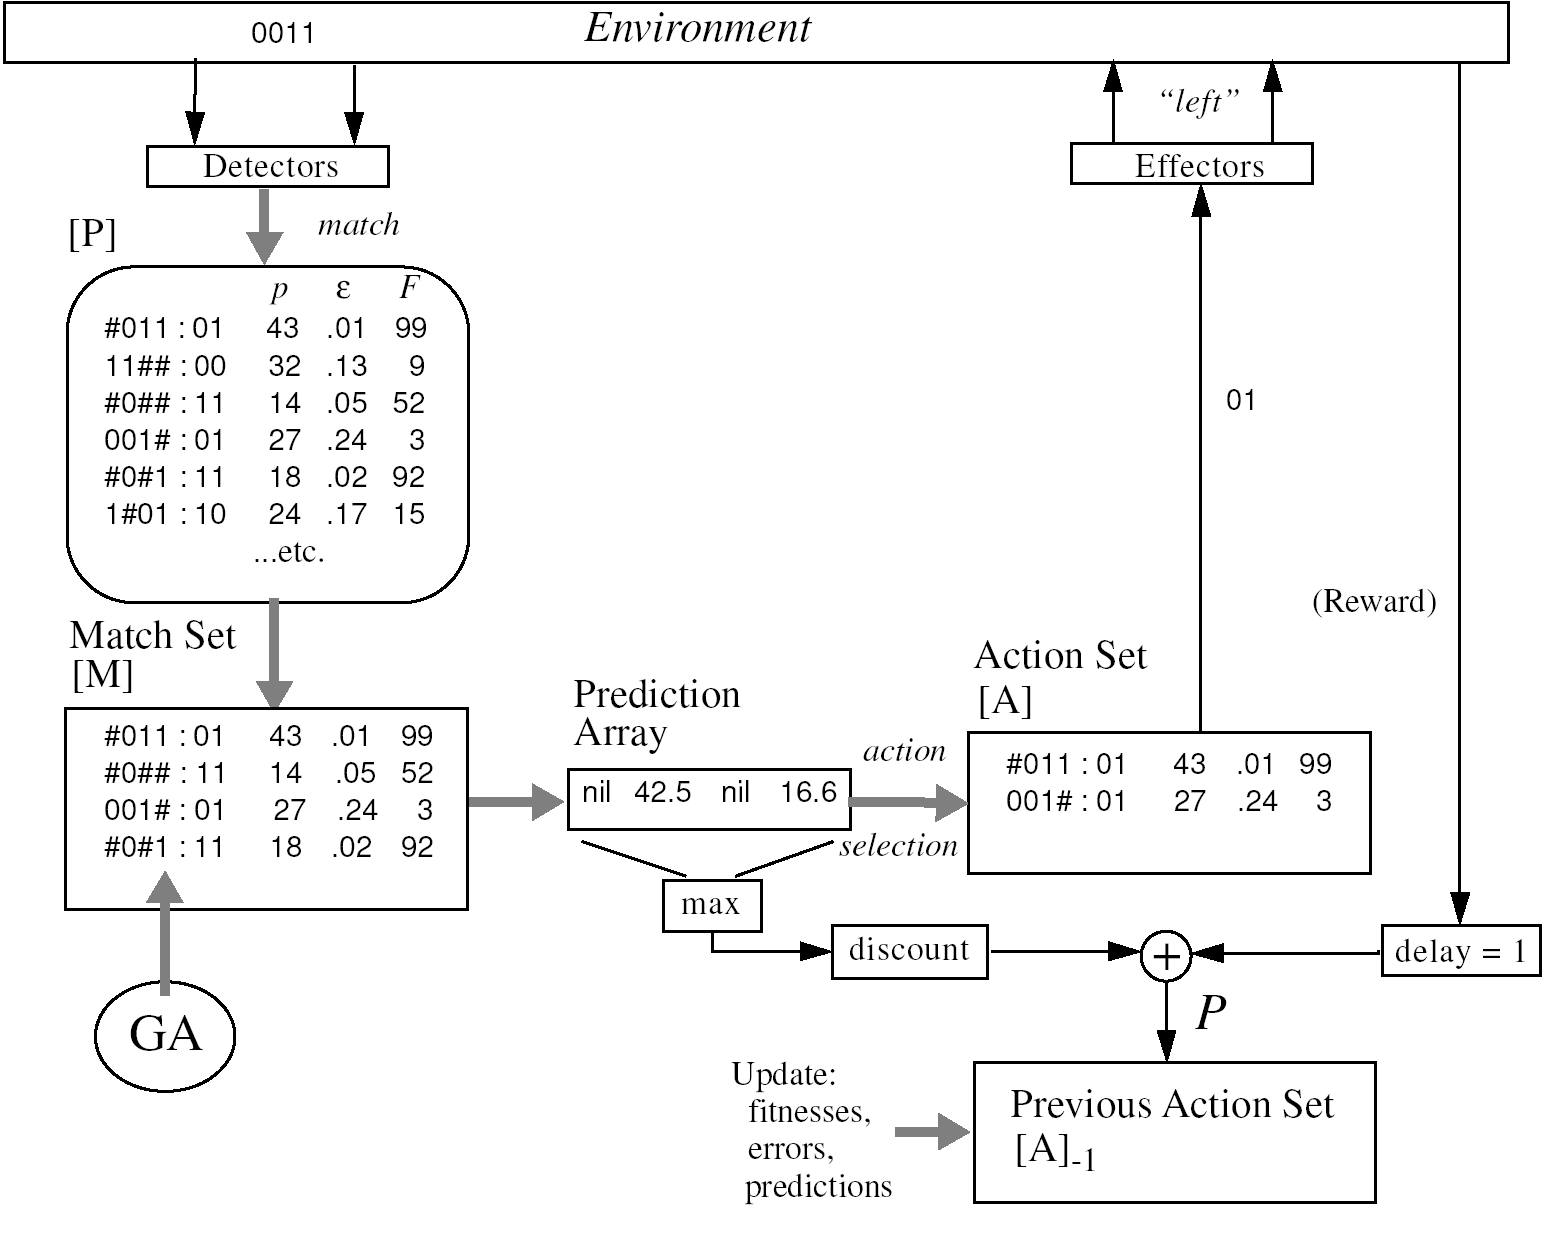 0011 Environment
“left”
Detectors
Effectors
match
[P]
p ε F
#011 : 01 43 .01 99
11## : 00 32 .13 9
#0## : 11 14 .05 52
001# : 01 27 .24 3
#0#1 : 11 18 .02 92
1#01 : 10 24 .17 15
...etc.
01
(Reward)
Match Set
[M]
#011 : 01 43 .01 99
#0## : 11 14 .05 52
001# : 01 27 .24 3
#0#1 : 11 18 .02 92
GA
Prediction
Array
nil 42.5 nil 16.6
action
selection
Action Set
[A]
#011 : 01 43 .01 99
001# : 01 27 .24 3
max
discount
+
delay = 1
P
Update:
fitnesses,
errors,
predictions
Previous Action Set
[A]-1